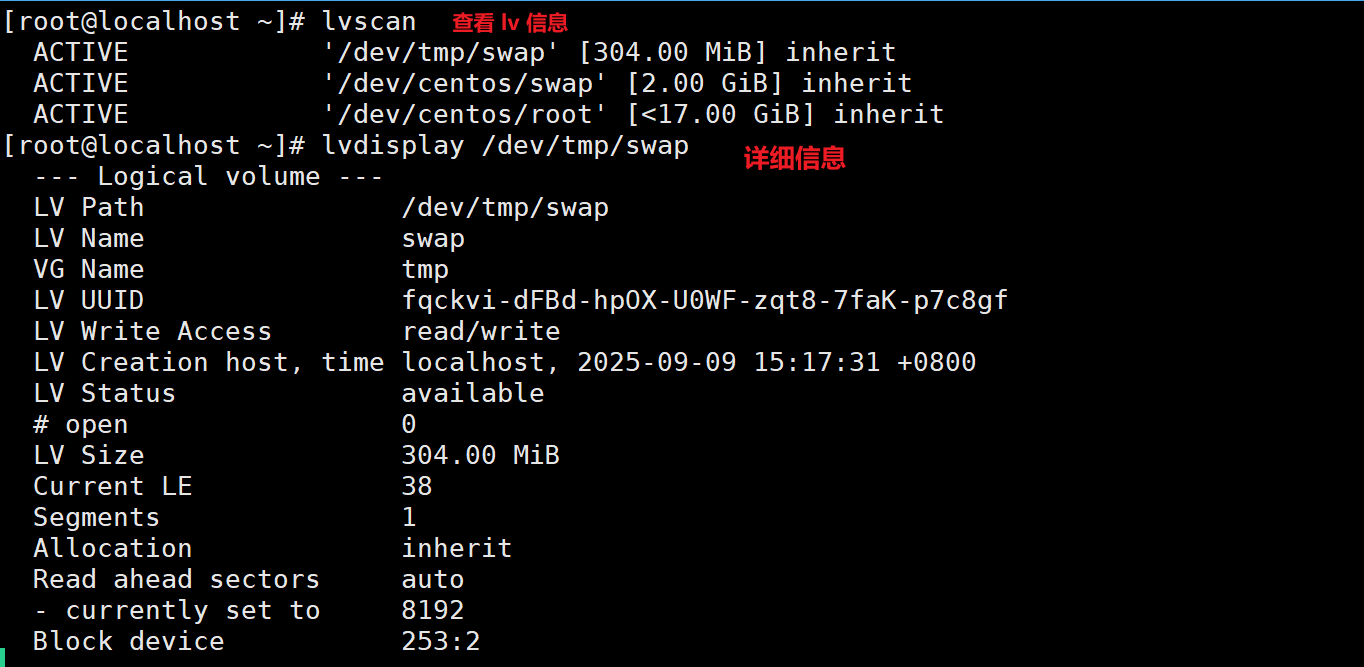 [root@localhost ~]# lvscan 查看 lv 信息
ACTIVE '/dev/tmp/swap' [304.00 MiB] inherit
ACTIVE '/dev/centos/swap' [2.00 GiB] inherit
ACTIVE '/dev/centos/root' [<17.00 GiB] inherit
[root@localhost ~]# lvdisplay /dev/tmp/swap 详细信息
--- Logical volume ---
LV Path /dev/tmp/swap
LV Name swap
VG Name tmp
LV UUID fqckvi-dFBd-hpOX-U0WF-zqt8-7faK-p7c8gf
LV Write Access read/write
LV Creation host, time localhost, 2025-09-09 15:17:31 +0800
LV Status available
# open 0
LV Size 304.00 MiB
Current LE 38
Segments 1
Allocation inherit
Read ahead sectors auto
- currently set to 8192
Block device 253:2